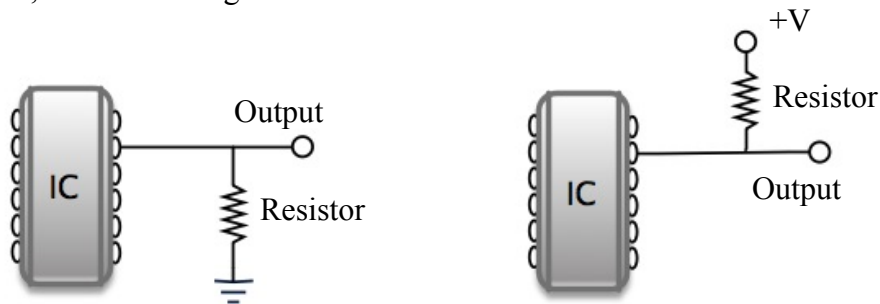 +V
Resistor
Output
IC
Resistor
IC
Output